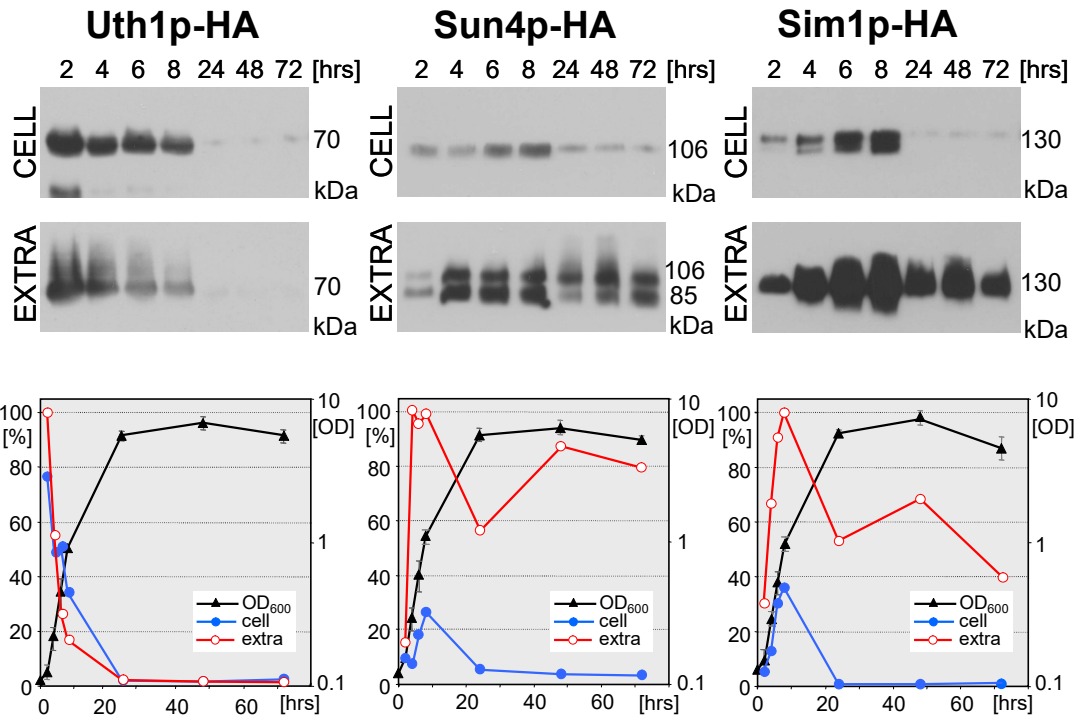 Uth1p-HA Sun4p-HA Sim1p-HA
2 4 6 8 24 48 72 [hrs] 2 4 6 8 24 48 72 [hrs] 2 4 6 8 24 48 72 [hrs]
CELL 70 kDa
CELL 106 kDa
CELL 130 kDa
EXTRA 70 kDa
EXTRA 106 85 kDa
EXTRA 130 kDa
100 [%] 80 60 40 20 0
10 [OD] 1 0.1
OD600
cell
extra
0 20 40 60 [hrs]
100 [%] 80 60 40 20 0
10 [OD] 1 0.1
OD600
cell
extra
0 20 40 60 [hrs]
100 [%] 80 60 40 20 0
10 [OD] 1 0.1
OD600
cell
extra
0 20 40 60 [hrs]